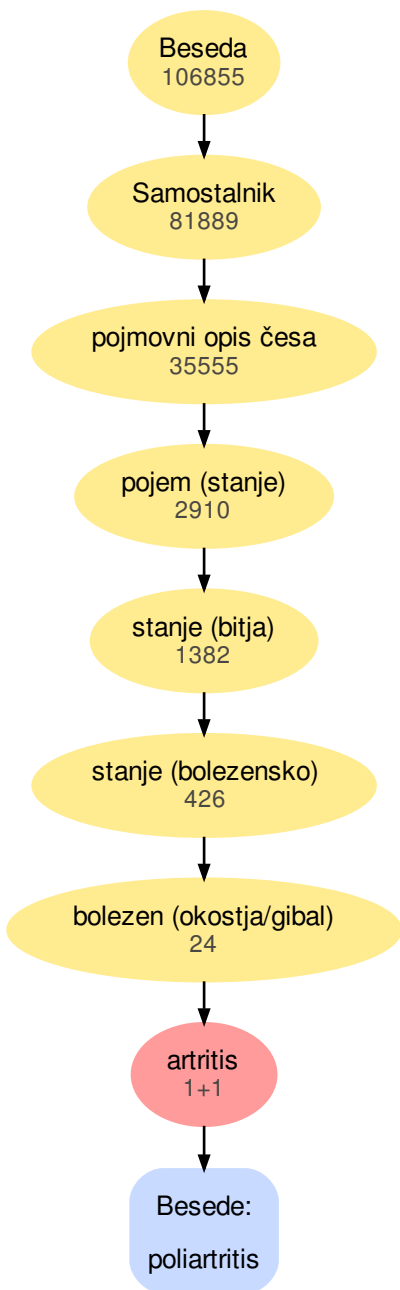 Beseda
106855
Samostalnik
81889
pojmovni opis česa
35555
pojem (stanje)
2910
stanje (bitja)
1382
stanje (bolezensko)
426
bolezen (okostja/gibal)
24
artritis
1+1
Besede:
poliartritis